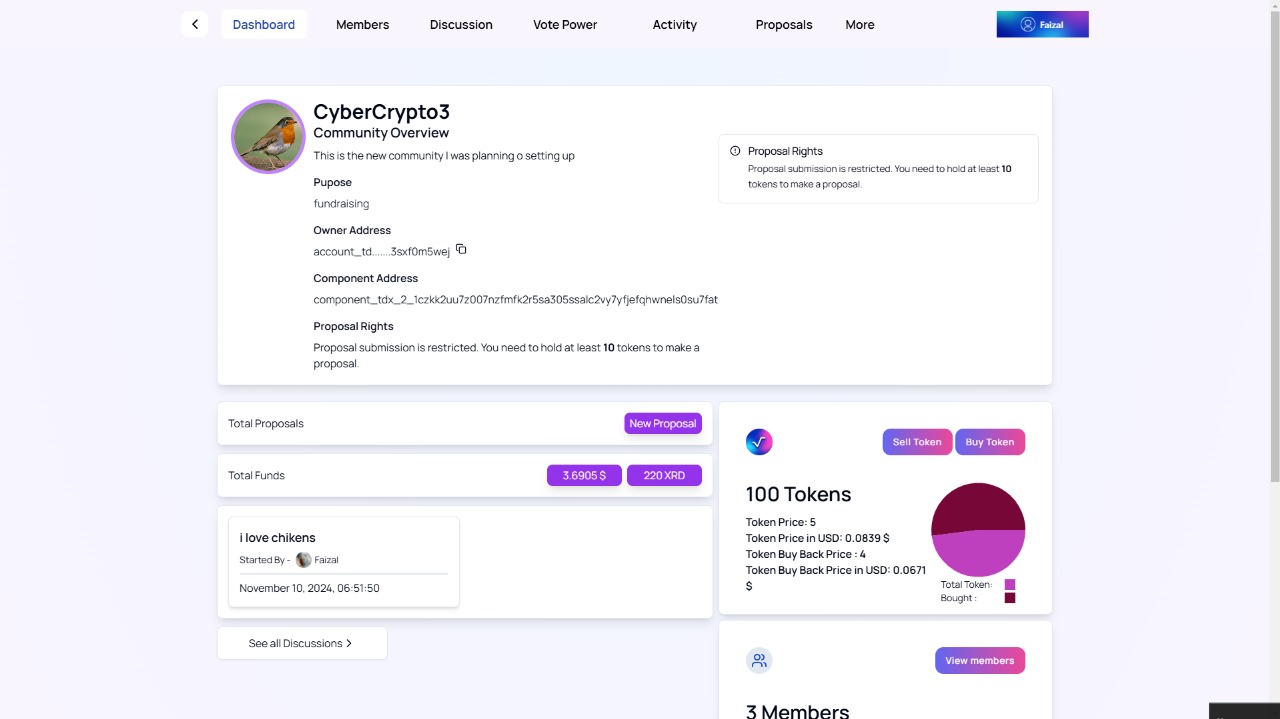 Dashboard
Members
Discussion
Vote Power
Activity
Proposals
More
Faizal
CyberCrypto3
Community Overview
This is the new community I was planning o setting up
Pupose
fundraising
Owner Address
account_td.......3sxf0m5wej
Component Address
component_tdx_2_1czkk2uu7z007nzfmfk2r5sa305ssalc2vy7yfjefqhwnels0su7fat
Proposal Rights
Proposal submission is restricted. You need to hold at least 10 tokens to make a
proposal.
Proposal Rights
Proposal submission is restricted. You need to hold at least 10
tokens to make a proposal.
Total Proposals
New Proposal
Total Funds
3.6905 $
220 XRD
i love chikens
Started By - Faizal
November 10, 2024, 06:51:50
See all Discussions
Sell Token
Buy Token
100 Tokens
Token Price: 5
Token Price in USD: 0.0839 $
Token Buy Back Price : 4
Token Buy Back Price in USD: 0.0671
$
Total Token:
Bought :
View members
3 Members